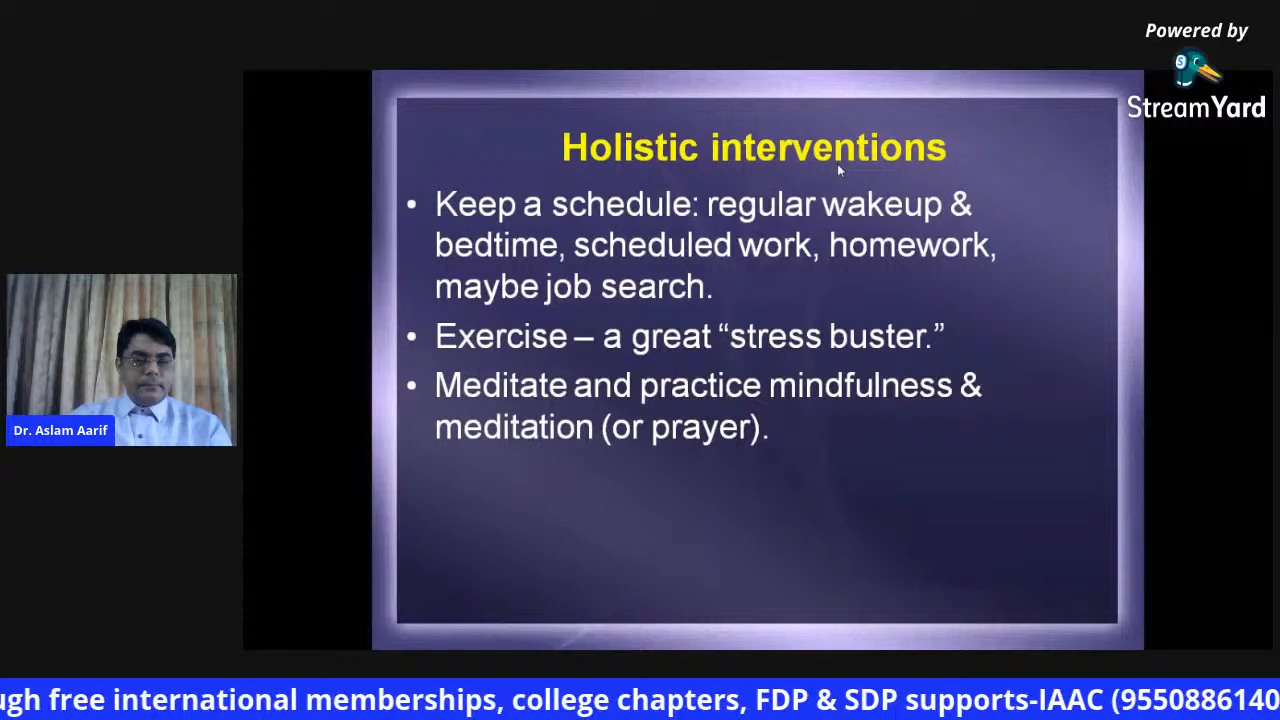 Powered by
StreamYard
Holistic interventions
• Keep a schedule: regular wakeup &
bedtime, scheduled work, homework,
maybe job search.
• Exercise – a great “stress buster.”
• Meditate and practice mindfulness &
meditation (or prayer).
Dr. Aslam Aarif
ugh free international memberships, college chapters, FDP & SDP supports-IAAC (9550886140